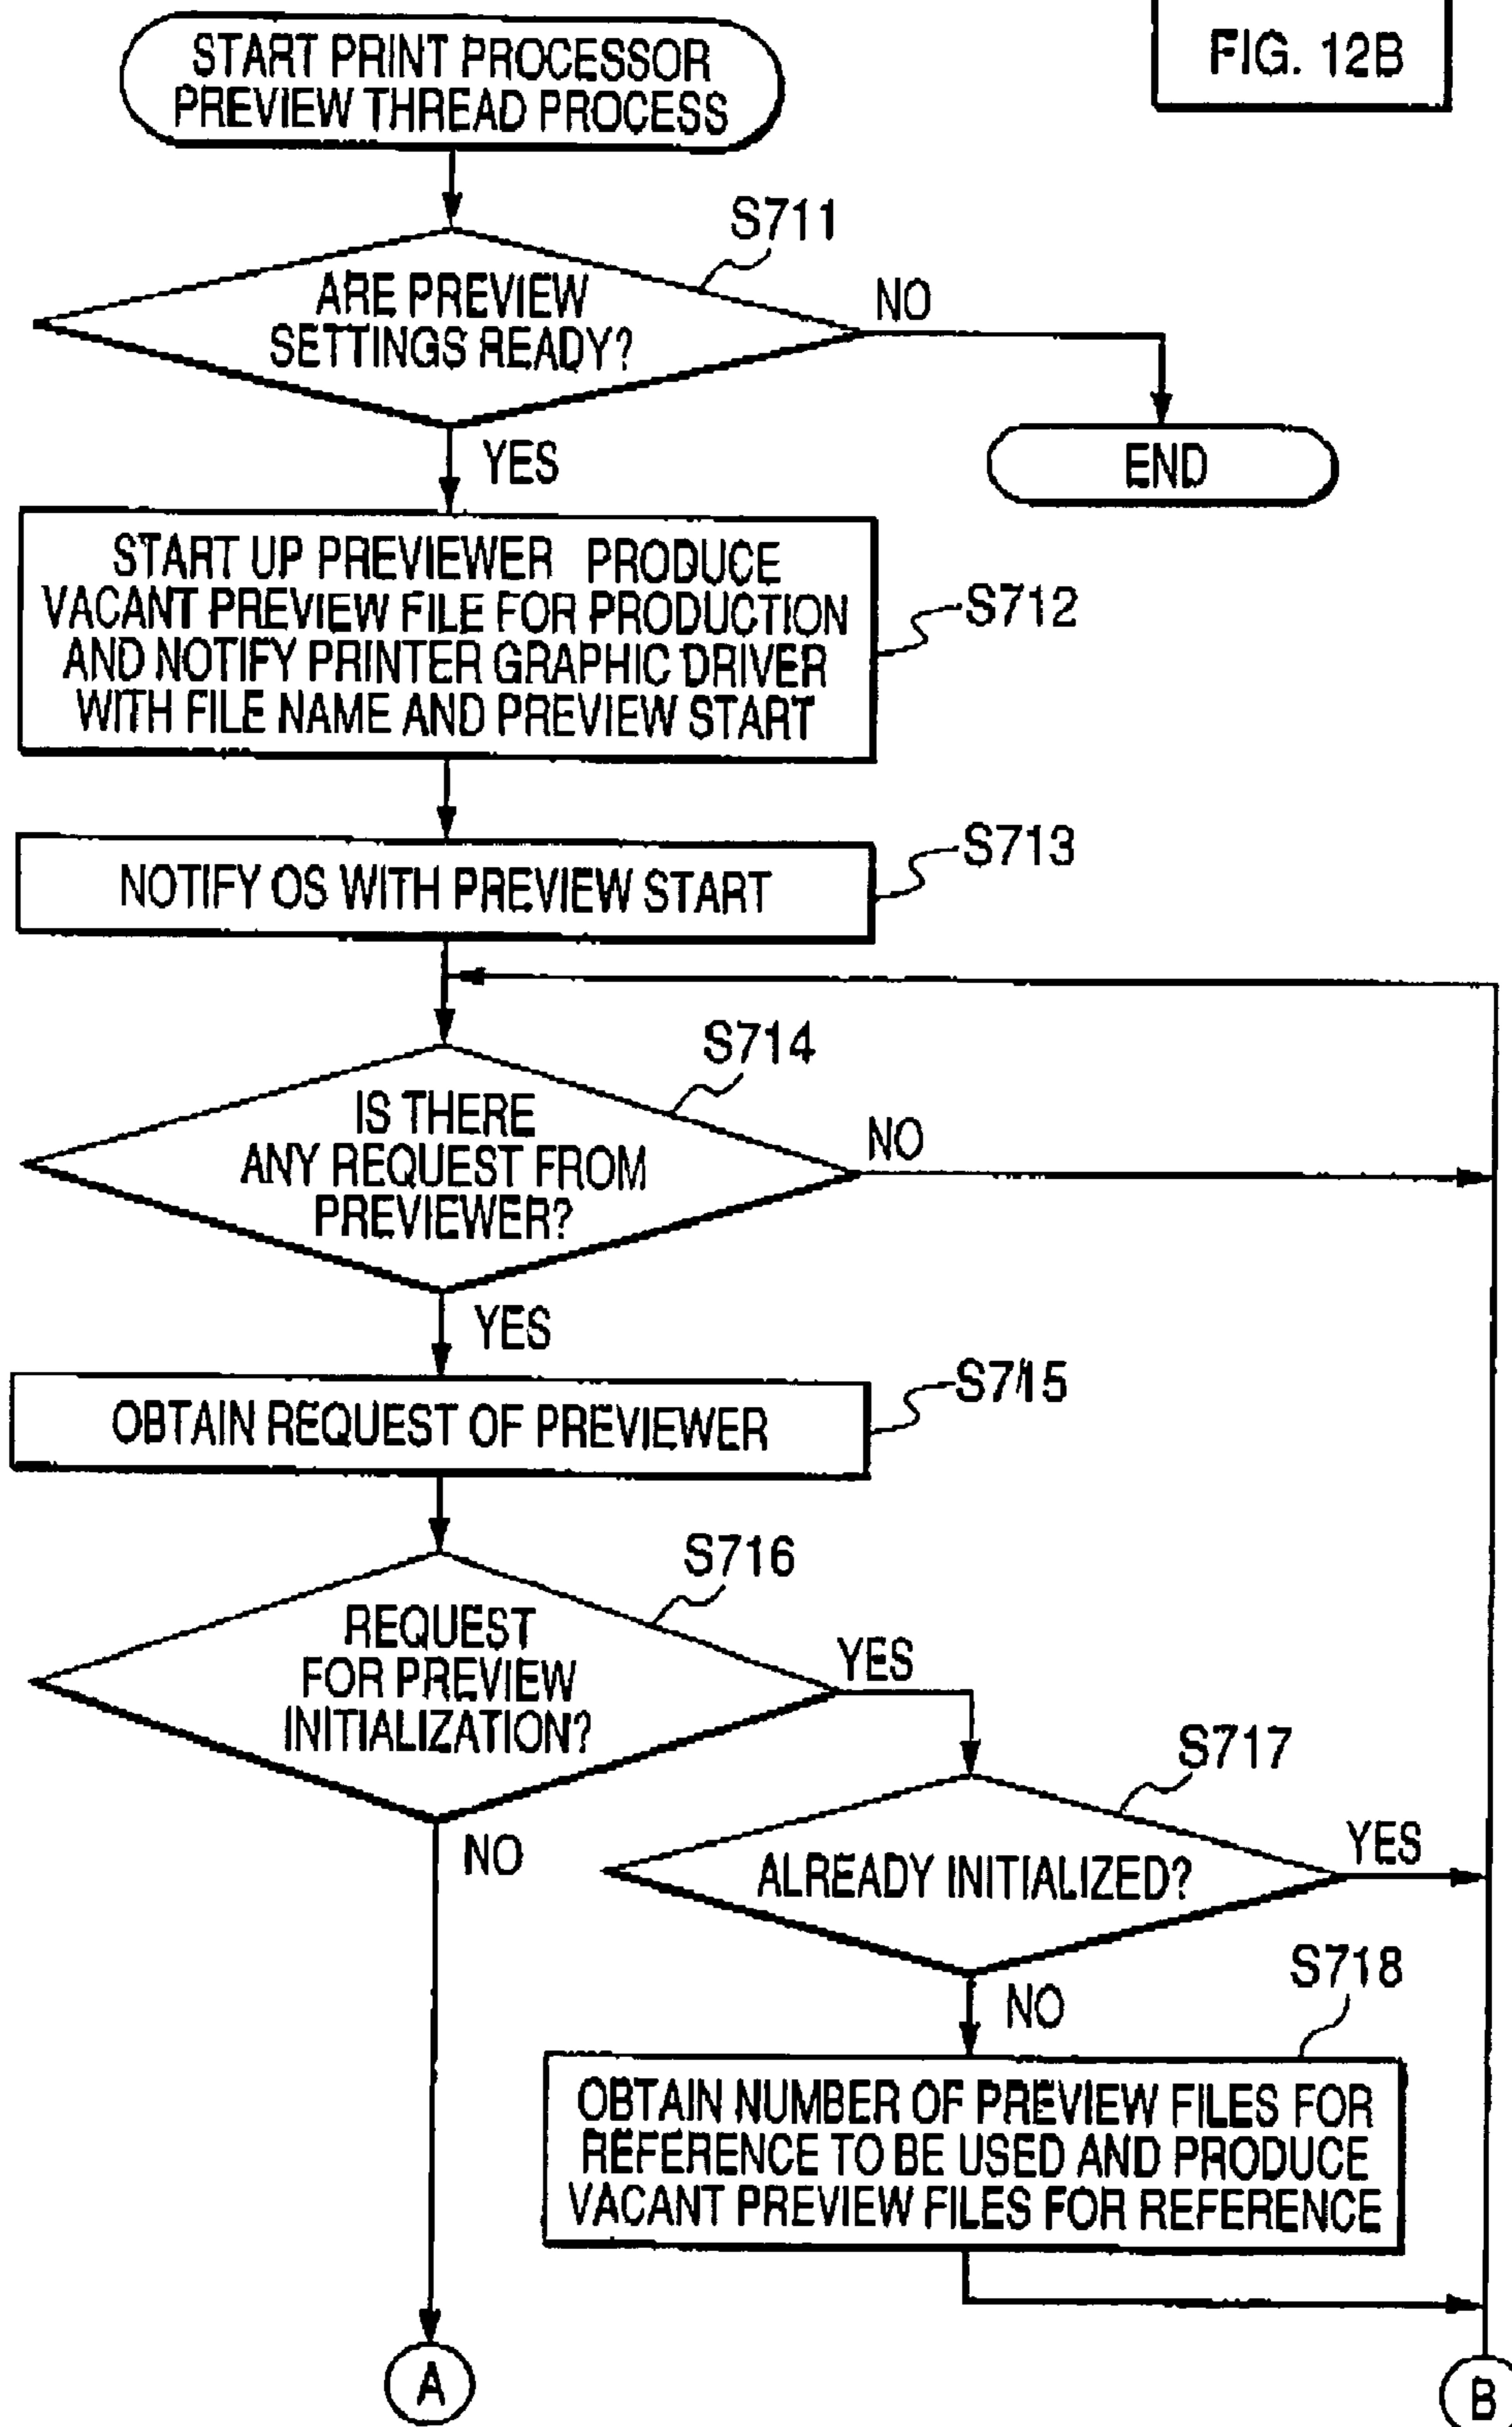 FIG. 12B
START PRINT PROCESSOR
PREVIEW THREAD PROCESS
S711
ARE PREVIEW
SETTINGS READY?
NO
END
YES
START UP PREVIEWER PRODUCE
VACANT PREVIEW FILE FOR PRODUCTION
AND NOTIFY PRINTER GRAPHIC DRIVER
WITH FILE NAME AND PREVIEW START
S712
NOTIFY OS WITH PREVIEW START
S713
S714
IS THERE
ANY REQUEST FROM
PREVIEWER?
NO
YES
OBTAIN REQUEST OF PREVIEWER
S715
S716
REQUEST
FOR PREVIEW
INITIALIZATION?
YES
NO
S717
ALREADY INITIALIZED?
YES
NO
S718
OBTAIN NUMBER OF PREVIEW FILES FOR
REFERENCE TO BE USED AND PRODUCE
VACANT PREVIEW FILES FOR REFERENCE
A
B